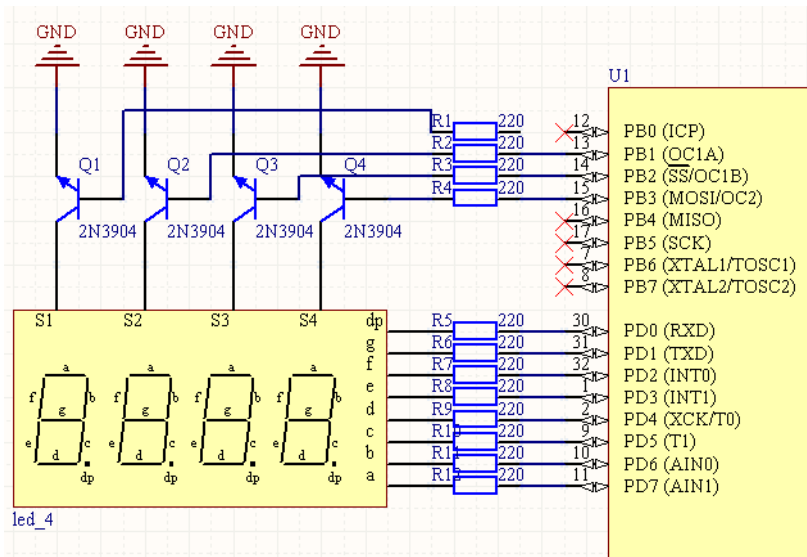 GND GND GND GND
U1
R1 220 12 PB0 (ICP)
R2 220 13 PB1 (OC1A)
Q1 Q2 Q3 Q4 R3 220 14 PB2 (SS/OC1B)
R4 220 15 PB3 (MOSI/OC2)
16 PB4 (MISO)
2N3904 2N3904 2N3904 2N3904 17 PB5 (SCK)
7 PB6 (XTAL1/TOSC1)
8 PB7 (XTAL2/TOSC2)
S1 S2 S3 S4 dp R5 220 30 PD0 (RXD)
g R6 220 31 PD1 (TXD)
f R7 220 32 PD2 (INT0)
e R8 220 1 PD3 (INT1)
d R9 220 2 PD4 (XCK/T0)
c R10 220 9 PD5 (T1)
b R11 220 10 PD6 (AIN0)
a R12 220 11 PD7 (AIN1)
a a a a
f b f b f b f b
g g g g
e c e c e c e c
d d d d
dp dp dp dp
led_4